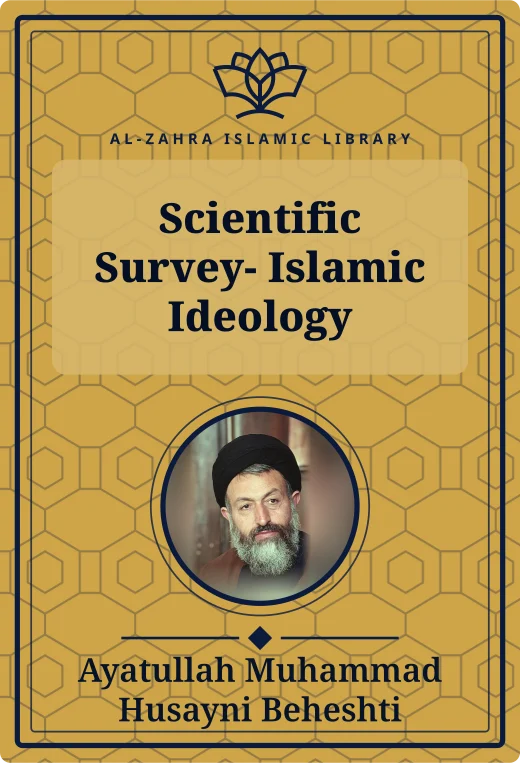 AL-ZAHRA ISLAMIC LIBRARY
Scientific
Survey- Islamic
Ideology
Ayatullah Muhammad
Husayni Beheshti